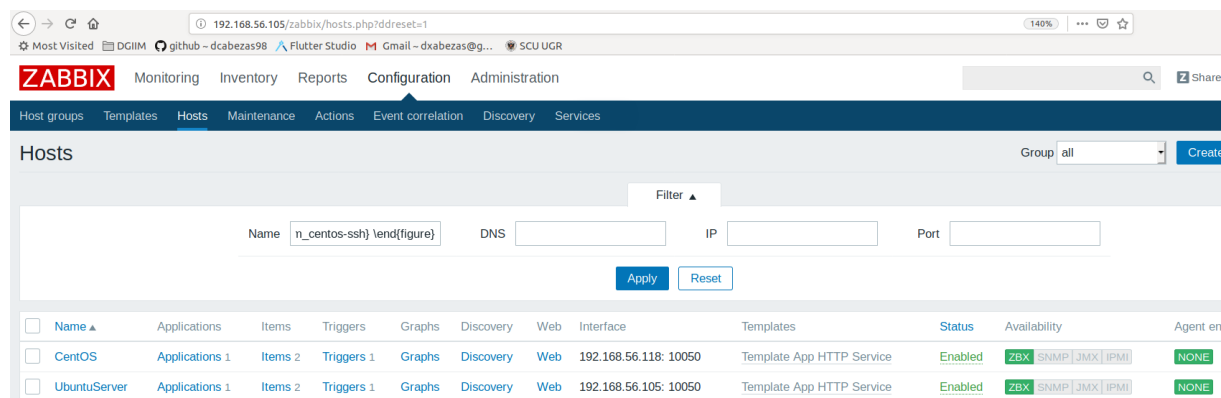 192.168.56.105/zabbix/hosts.php?ddreset=1 140%
Most Visited DGIIM github ~ dcabezas98 Flutter Studio Gmail ~ dxabezas@g... SCU UGR
ZABBIX Monitoring Inventory Reports Configuration Administration Z Share
Host groups Templates Hosts Maintenance Actions Event correlation Discovery Services
Hosts Group all Create
Filter ▲
Name n_centos-ssh} \end{figure} DNS IP Port
Apply Reset
Name ▲ Applications Items Triggers Graphs Discovery Web Interface Templates Status Availability Agent en
CentOS Applications 1 Items 2 Triggers 1 Graphs Discovery Web 192.168.56.118: 10050 Template App HTTP Service Enabled ZBX SNMP JMX IPMI NONE
UbuntuServer Applications 1 Items 2 Triggers 1 Graphs Discovery Web 192.168.56.105: 10050 Template App HTTP Service Enabled ZBX SNMP JMX IPMI NONE